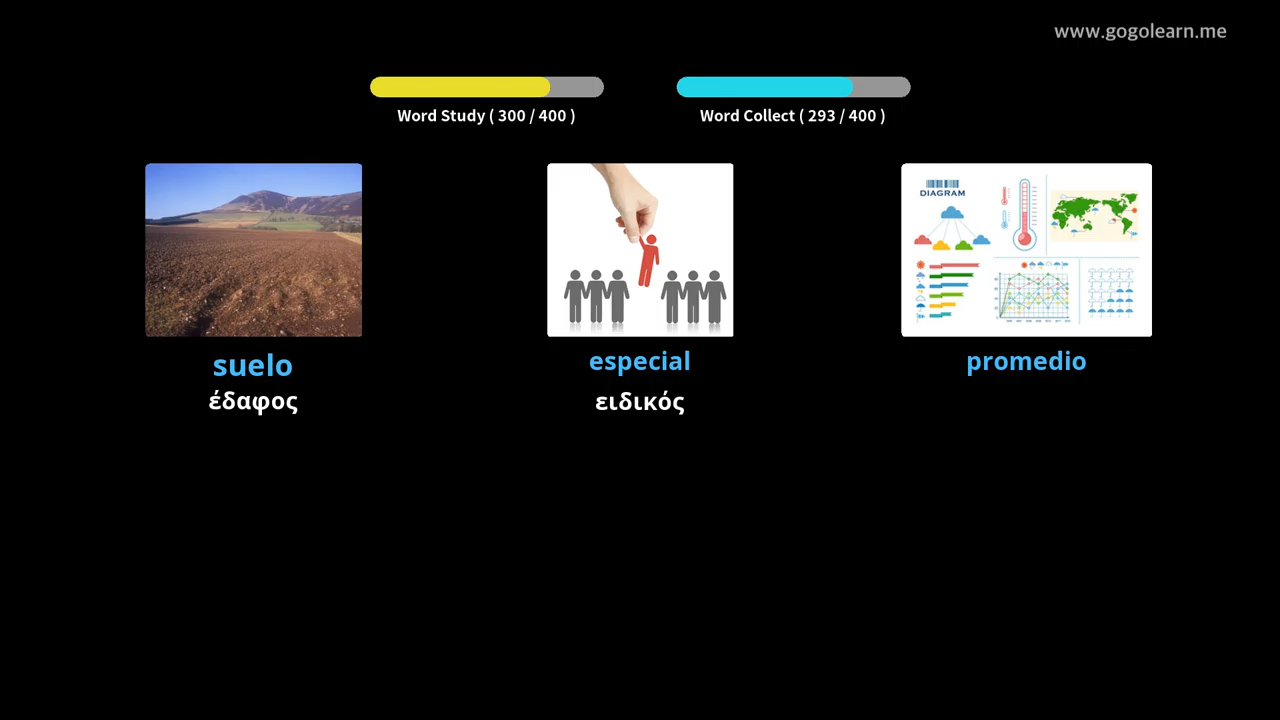 www.gogolearn.me
Word Study ( 300 / 400 )
Word Collect ( 293 / 400 )
DIAGRAM
suelo
especial
promedio
έδαφος
ειδικός